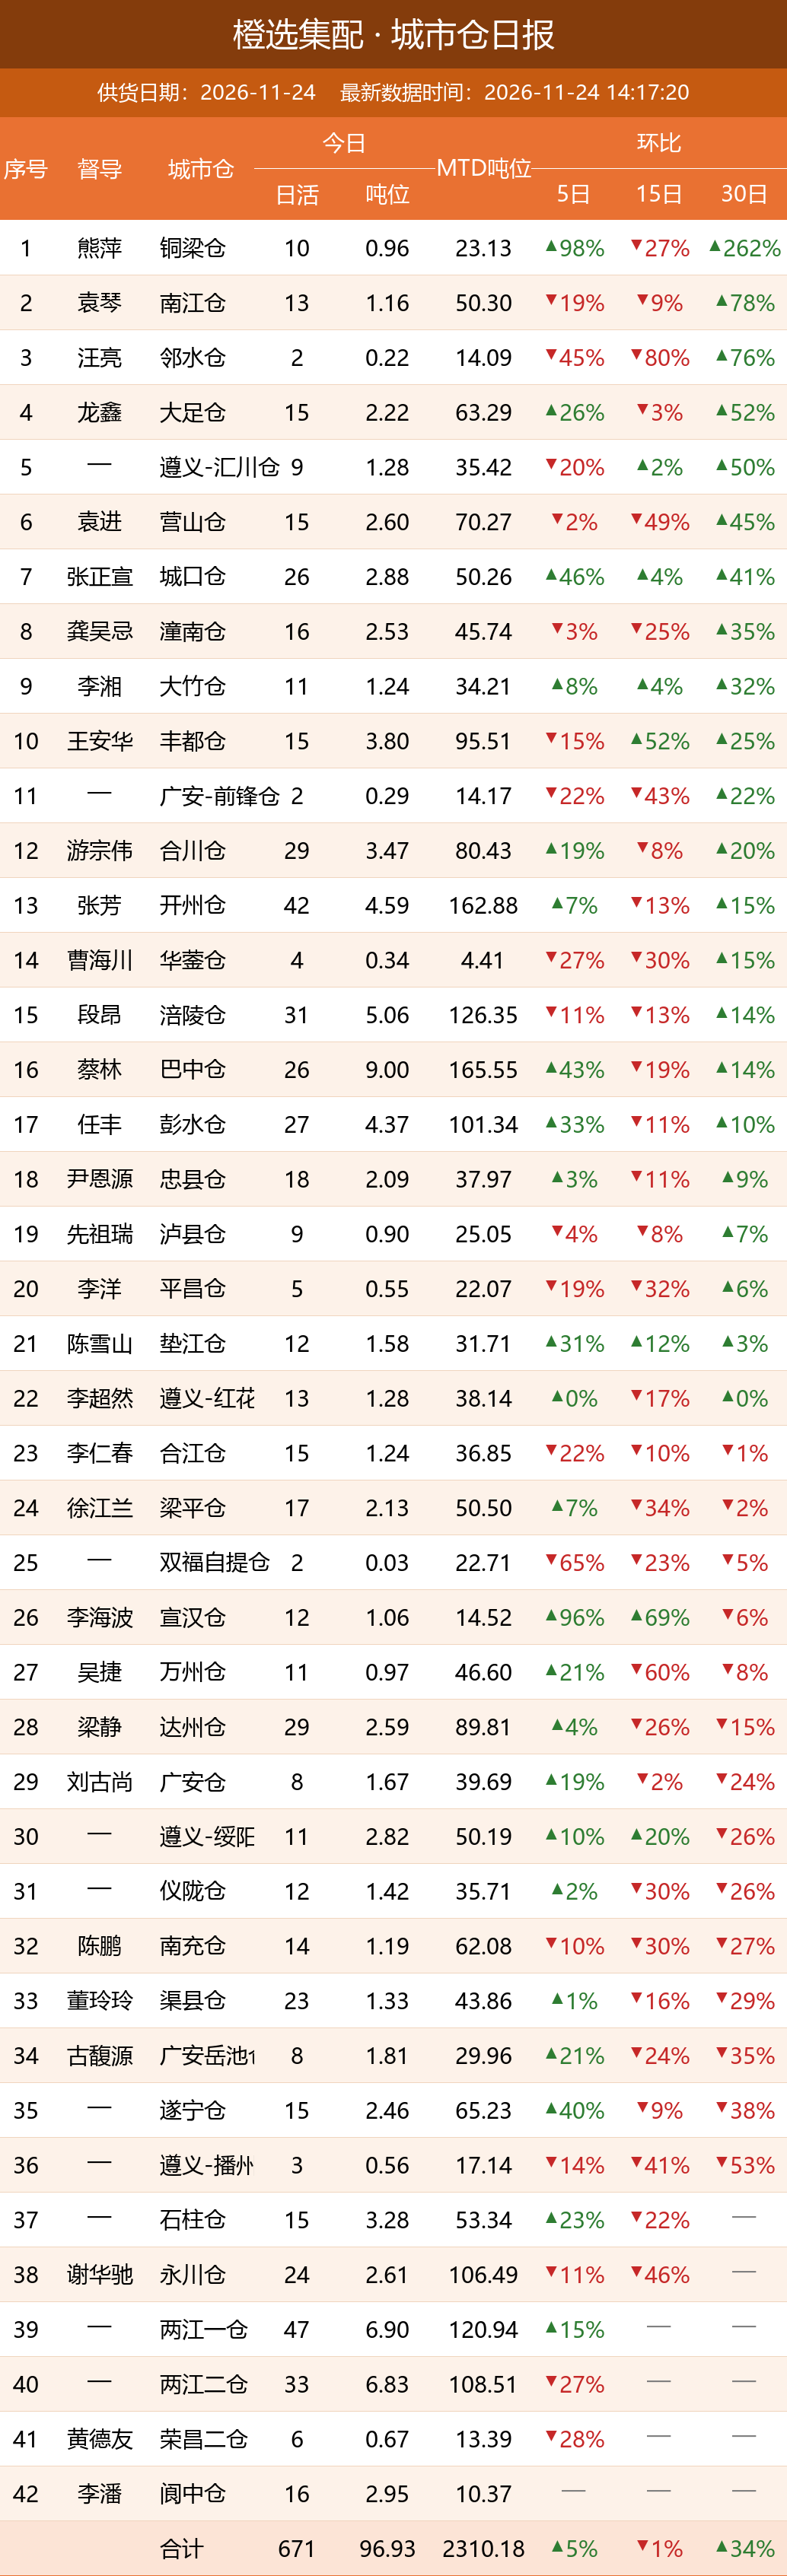 橙选集配 · 城市仓日报
供货日期：2026-11-24 最新数据时间：2026-11-24 14:17:20
序号 督导 城市仓 今日 MTD吨位 环比
日活 吨位 5日 15日 30日
1 熊萍 铜梁仓 10 0.96 23.13 ▲98% ▼27% ▲262%
2 袁琴 南江仓 13 1.16 50.30 ▼19% ▼9% ▲78%
3 汪亮 邻水仓 2 0.22 14.09 ▼45% ▼80% ▲76%
4 龙鑫 大足仓 15 2.22 63.29 ▲26% ▼3% ▲52%
5 — 遵义-汇川仓 9 1.28 35.42 ▼20% ▲2% ▲50%
6 袁进 营山仓 15 2.60 70.27 ▼2% ▼49% ▲45%
7 张正宣 城口仓 26 2.88 50.26 ▲46% ▲4% ▲41%
8 龚吴忌 潼南仓 16 2.53 45.74 ▼3% ▼25% ▲35%
9 李湘 大竹仓 11 1.24 34.21 ▲8% ▲4% ▲32%
10 王安华 丰都仓 15 3.80 95.51 ▼15% ▲52% ▲25%
11 — 广安-前锋仓 2 0.29 14.17 ▼22% ▼43% ▲22%
12 游宗伟 合川仓 29 3.47 80.43 ▲19% ▼8% ▲20%
13 张芳 开州仓 42 4.59 162.88 ▲7% ▼13% ▲15%
14 曹海川 华蓥仓 4 0.34 4.41 ▼27% ▼30% ▲15%
15 段昂 涪陵仓 31 5.06 126.35 ▼11% ▼13% ▲14%
16 蔡林 巴中仓 26 9.00 165.55 ▲43% ▼19% ▲14%
17 任丰 彭水仓 27 4.37 101.34 ▲33% ▼11% ▲10%
18 尹恩源 忠县仓 18 2.09 37.97 ▲3% ▼11% ▲9%
19 先祖瑞 泸县仓 9 0.90 25.05 ▼4% ▼8% ▲7%
20 李洋 平昌仓 5 0.55 22.07 ▼19% ▼32% ▲6%
21 陈雪山 垫江仓 12 1.58 31.71 ▲31% ▲12% ▲3%
22 李超然 遵义-红花 13 1.28 38.14 ▲0% ▼17% ▲0%
23 李仁春 合江仓 15 1.24 36.85 ▼22% ▼10% ▼1%
24 徐江兰 梁平仓 17 2.13 50.50 ▲7% ▼34% ▼2%
25 — 双福自提仓 2 0.03 22.71 ▼65% ▼23% ▼5%
26 李海波 宣汉仓 12 1.06 14.52 ▲96% ▲69% ▼6%
27 吴捷 万州仓 11 0.97 46.60 ▲21% ▼60% ▼8%
28 梁静 达州仓 29 2.59 89.81 ▲4% ▼26% ▼15%
29 刘古尚 广安仓 8 1.67 39.69 ▲19% ▼2% ▼24%
30 — 遵义-绥阳 11 2.82 50.19 ▲10% ▲20% ▼26%
31 — 仪陇仓 12 1.42 35.71 ▲2% ▼30% ▼26%
32 陈鹏 南充仓 14 1.19 62.08 ▼10% ▼30% ▼27%
33 董玲玲 渠县仓 23 1.33 43.86 ▲1% ▼16% ▼29%
34 古馥源 广安岳池 8 1.81 29.96 ▲21% ▼24% ▼35%
35 — 遂宁仓 15 2.46 65.23 ▲40% ▼9% ▼38%
36 — 遵义-播州 3 0.56 17.14 ▼14% ▼41% ▼53%
37 — 石柱仓 15 3.28 53.34 ▲23% ▼22% —
38 谢华驰 永川仓 24 2.61 106.49 ▼11% ▼46% —
39 — 两江一仓 47 6.90 120.94 ▲15% — —
40 — 两江二仓 33 6.83 108.51 ▼27% — —
41 黄德友 荣昌二仓 6 0.67 13.39 ▼28% — —
42 李潘 阆中仓 16 2.95 10.37 — — —
合计 671 96.93 2310.18 ▲5% ▼1% ▲34%